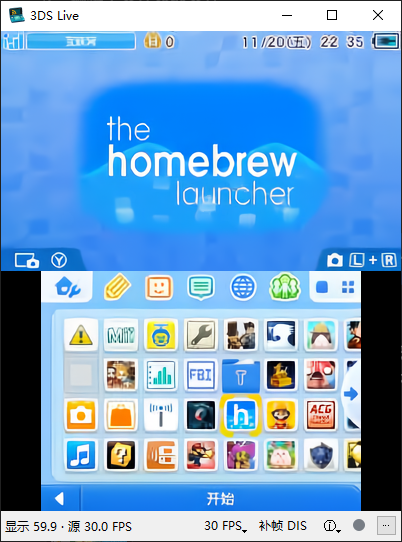 3DS Live
互联网 0 11/20(五) 22 35
the
homebrew
launcher
Y L + R
Mii
FBI T
h
ACG
?
开始
显示 59.9 · 源 30.0 FPS 30 FPS 补帧 DIS